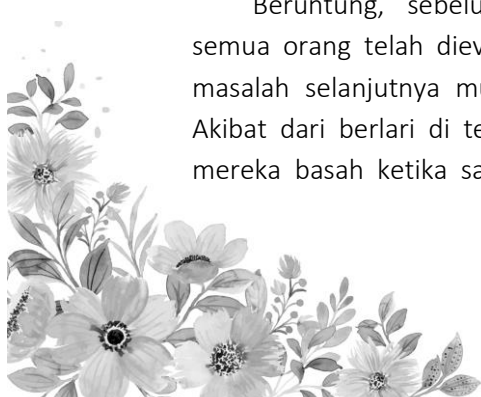 Beruntung, sebelu
semua orang telah diev
masalah selanjutnya mu
Akibat dari berlari di te
mereka basah ketika sa